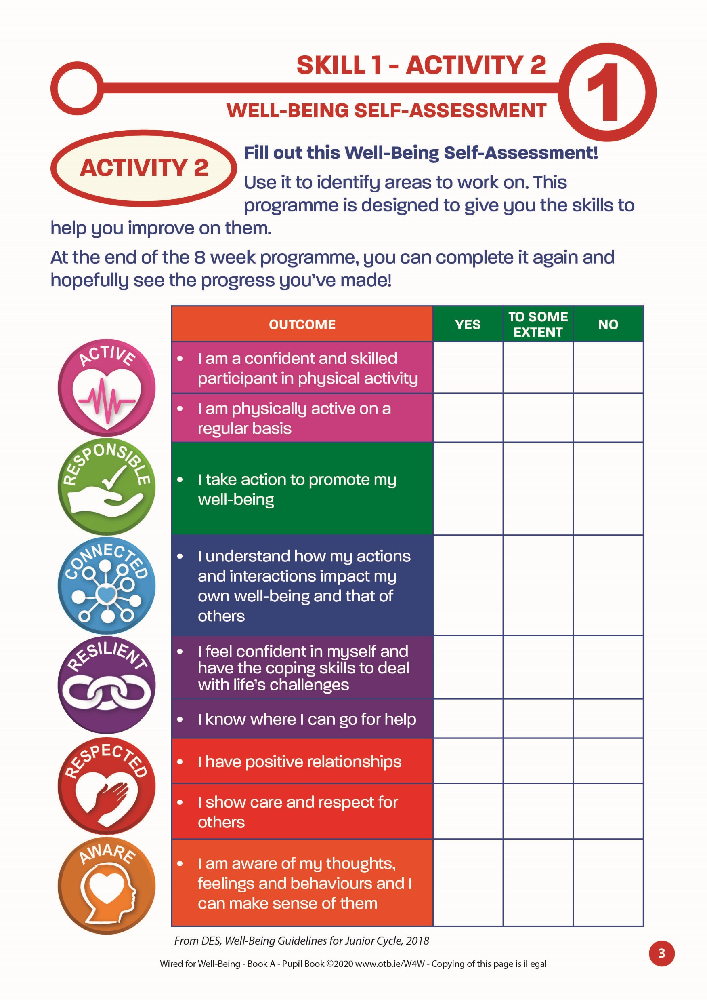 SKILL 1 - ACTIVITY 2
1
WELL-BEING SELF-ASSESSMENT
ACTIVITY 2
Fill out this Well-Being Self-Assessment!
Use it to identify areas to work on. This
programme is designed to give you the skills to
help you improve on them.
At the end of the 8 week programme, you can complete it again and
hopefully see the progress you've made!
OUTCOME
YES
TO SOME
EXTENT
NO
ACTIVE
• I am a confident and skilled
participant in physical activity
• I am physically active on a
regular basis
RESPONSIBLE
• I take action to promote my
well-being
CONNECTED
• I understand how my actions
and interactions impact my
own well-being and that of
others
RESILIENT
• I feel confident in myself and
have the coping skills to deal
with life's challenges
• I know where I can go for help
RESPECTED
• I have positive relationships
• I show care and respect for
others
AWARE
• I am aware of my thoughts,
feelings and behaviours and I
can make sense of them
From DES, Well-Being Guidelines for Junior Cycle, 2018
3
Wired for Well-Being - Book A - Pupil Book ©2020 www.otb.ie/W4W - Copying of this page is illegal